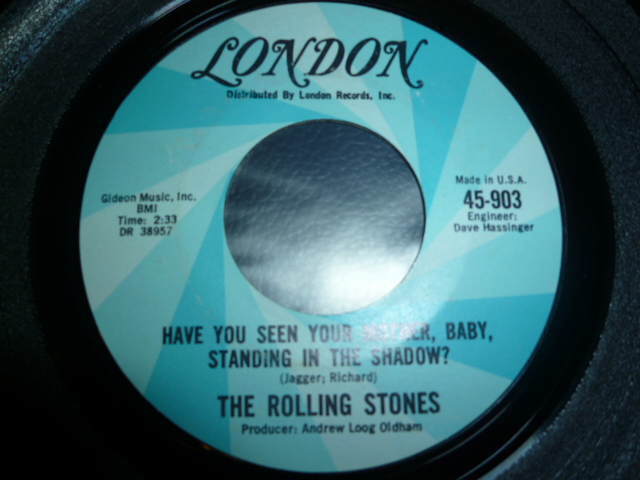 LONDON
Distributed By London Records, Inc.
Gideon Music, Inc.
BMI
Time: 2:33
DR 38957
Made in U.S.A.
45-903
Engineer:
Dave Hassinger
HAVE YOU SEEN YOUR MOTHER, BABY,
STANDING IN THE SHADOW?
(Jagger; Richard)
THE ROLLING STONES
Producer: Andrew Loog Oldham